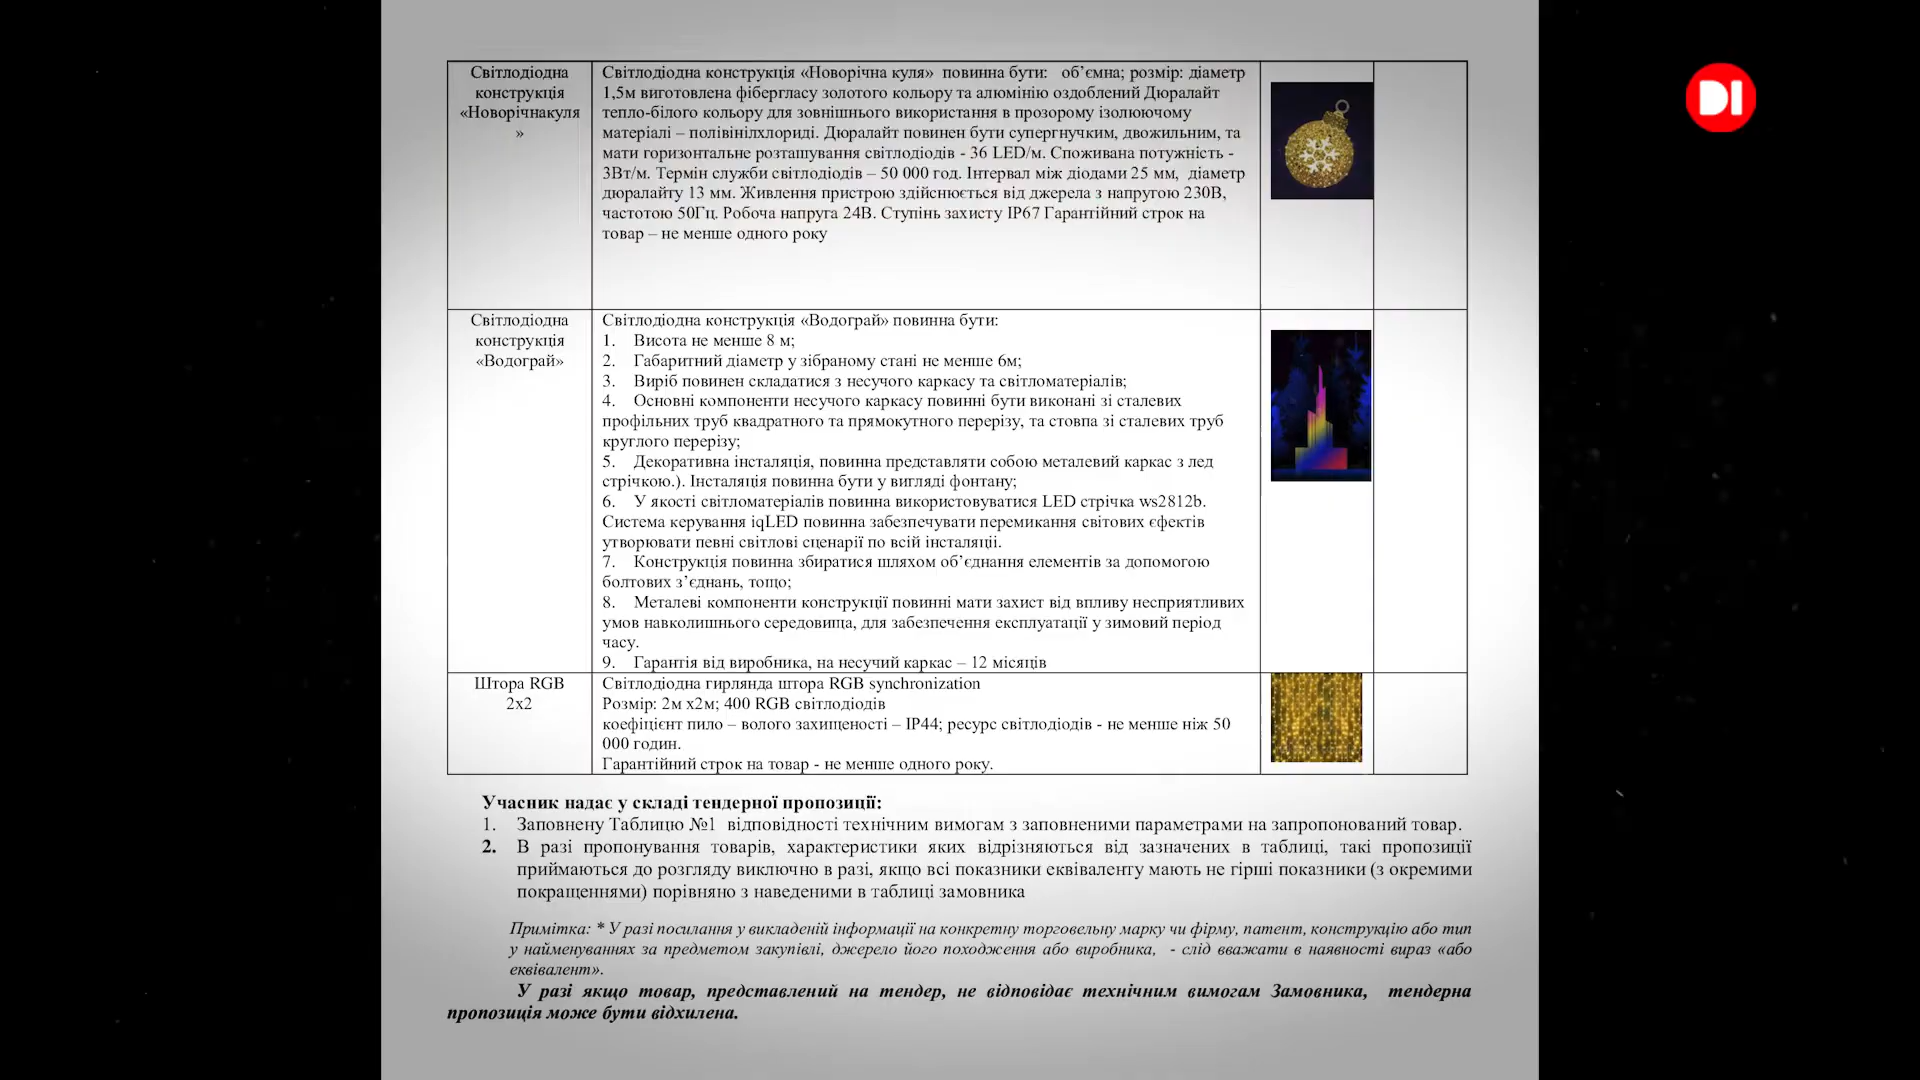 Світлодіодна
конструкція
«Новорічнакуля
»
Світлодіодна конструкція «Новорічна куля» повинна бути: об’ємна; розмір: діаметр
1,5м виготовлена фібергласу золотого кольору та алюмінію оздоблений Дюралайт
тепло-білого кольору для зовнішнього використання в прозорому ізолюючому
матеріалі – полівінілхлориді. Дюралайт повинен бути супергнучким, двожильним, та
мати горизонтальне розташування світлодіодів - 36 LED/м. Споживана потужність -
3Вт/м. Термін служби світлодіодів – 50 000 год. Інтервал між діодами 25 мм, діаметр
дюралайту 13 мм. Живлення пристрою здійснюється від джерела з напругою 230В,
частотою 50Гц. Робоча напруга 24В. Ступінь захисту IP67 Гарантійний строк на
товар – не менше одного року
Світлодіодна
конструкція
«Водограй»
Світлодіодна конструкція «Водограй» повинна бути:
1. Висота не менше 8 м;
2. Габаритний діаметр у зібраному стані не менше 6м;
3. Виріб повинен складатися з несучого каркасу та світломатеріалів;
4. Основні компоненти несучого каркасу повинні бути виконані зі сталевих
профільних труб квадратного та прямокутного перерізу, та стовпа зі сталевих труб
круглого перерізу;
5. Декоративна інсталяція, повинна представляти собою металевий каркас з лед
стрічкою.). Інсталяція повинна бути у вигляді фонтану;
6. У якості світломатеріалів повинна використовуватися LED стрічка ws2812b.
Система керування iqLED повинна забезпечувати перемикання світових єфектів
утворювати певні світлові сценарії по всій інсталяції.
7. Конструкція повинна збиратися шляхом об’єднання елементів за допомогою
болтових з’єднань, тощо;
8. Металеві компоненти конструкції повинні мати захист від впливу несприятливих
умов навколишнього середовища, для забезпечення експлуатації у зимовий період
часу.
9. Гарантія від виробника, на несучий каркас – 12 місяців
Штора RGB
2х2
Світлодіодна гирлянда штора RGB synchronization
Розмір: 2м х2м; 400 RGB світлодіодів
коефіцієнт пило – волого захищеності – IP44; ресурс світлодіодів - не менше ніж 50
000 годин.
Гарантійний строк на товар - не менше одного року.
Учасник надає у складі тендерної пропозиції:
1. Заповнену Таблицю №1 відповідності технічним вимогам з заповненими параметрами на запропонований товар.
2. В разі пропонування товарів, характеристики яких відрізняються від зазначених в таблиці, такі пропозиції
приймаються до розгляду виключно в разі, якщо всі показники еквіваленту мають не гірші показники (з окремими
покращеннями) порівняно з наведеними в таблиці замовника
Примітка: * У разі посилання у викладеній інформації на конкретну торговельну марку чи фірму, патент, конструкцію або тип
у найменуваннях за предметом закупівлі, джерело його походження або виробника, - слід вважати в наявності вираз «або
еквівалент».
У разі якщо товар, представлений на тендер, не відповідає технічним вимогам Замовника, тендерна
пропозиція може бути відхилена.
DI